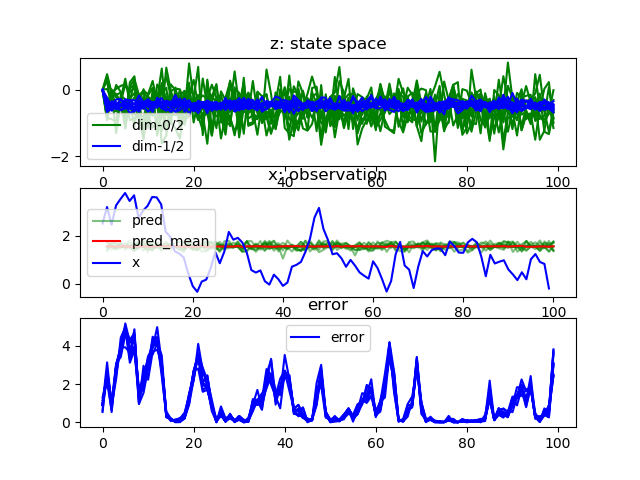 z: state space
0
−2
dim-0/2
dim-1/2
0 20 40 60 80 100
x: observation
2
0
pred
pred_mean
x
0 20 40 60 80 100
error
4
2
0
error
0 20 40 60 80 100